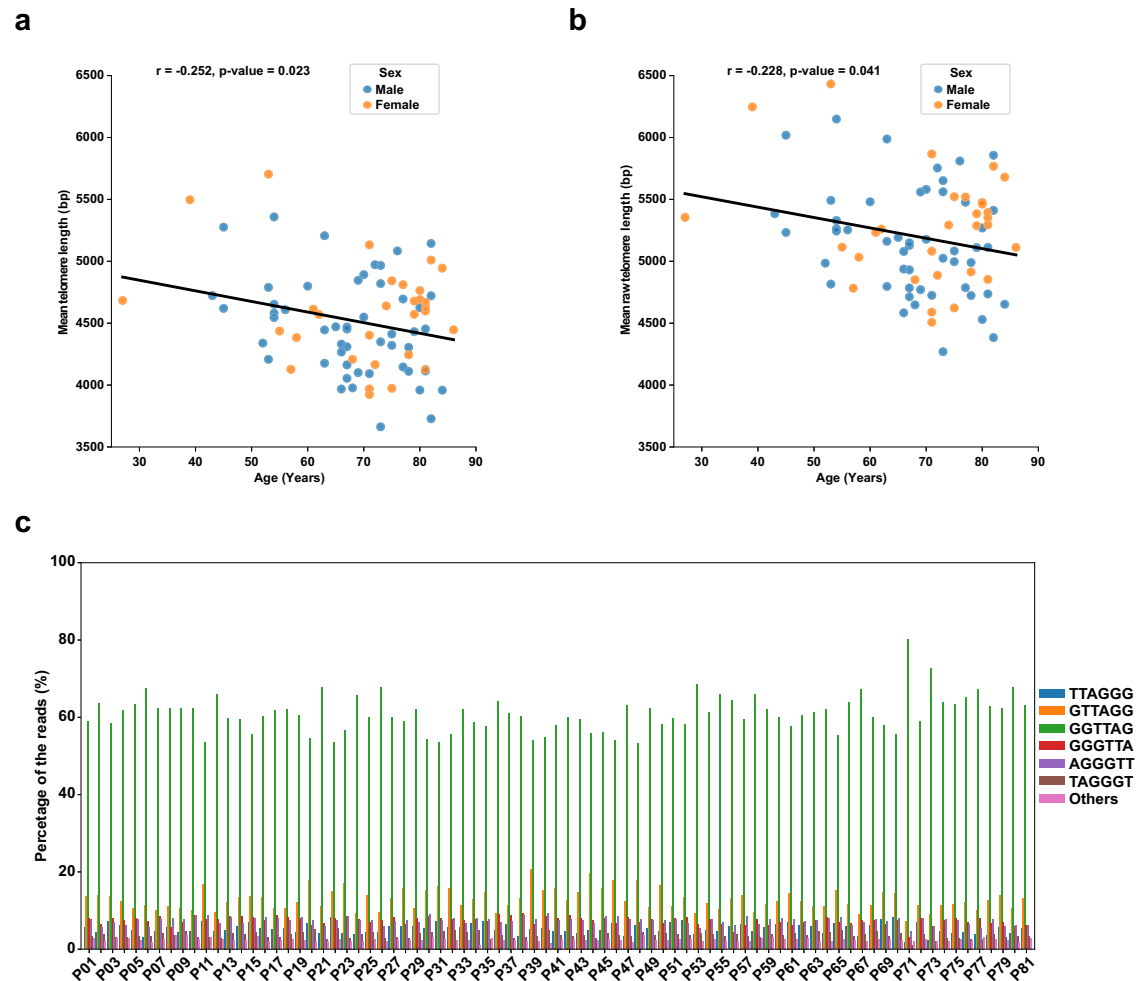 a
r = -0.252, p-value = 0.023
Sex
Male
Female
6500
6000
5500
5000
4500
4000
3500
Mean telomere length (bp)
30 40 50 60 70 80 90
Age (Years)
b
r = -0.228, p-value = 0.041
Sex
Male
Female
6500
6000
5500
5000
4500
4000
3500
Mean raw telomere length (bp)
30 40 50 60 70 80 90
Age (Years)
c
100
80
60
40
20
0
Percetage of the reads (%)
P01 P03 P05 P07 P09 P11 P13 P15 P17 P19 P21 P23 P25 P27 P29 P31 P33 P35 P37 P39 P41 P43 P45 P47 P49 P51 P53 P55 P57 P59 P61 P63 P65 P67 P69 P71 P73 P75 P77 P79 P81
TTAGGG
GTTAGG
GGTTAG
GGGTTA
AGGGTT
TAGGGT
Others